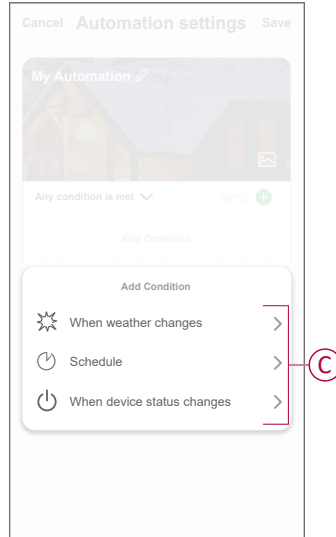 Cancel Automation settings Save
My Automation
Any condition is met
Add Condition
Add Condition
When weather changes
Schedule
When device status changes
C